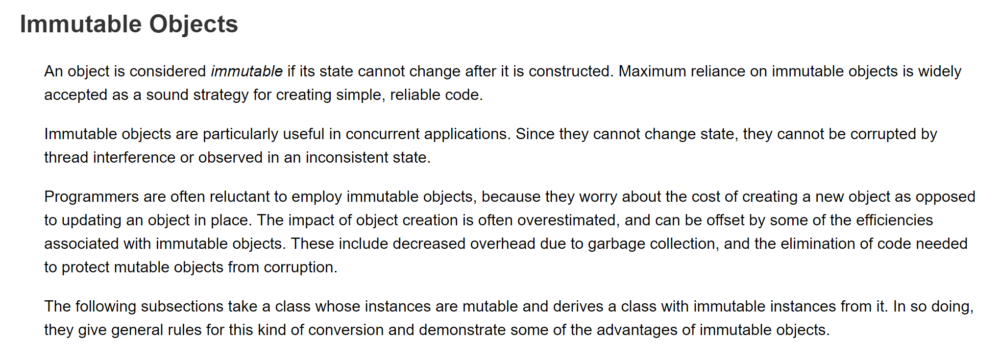 Immutable Objects
An object is considered immutable if its state cannot change after it is constructed. Maximum reliance on immutable objects is widely
accepted as a sound strategy for creating simple, reliable code.
Immutable objects are particularly useful in concurrent applications. Since they cannot change state, they cannot be corrupted by
thread interference or observed in an inconsistent state.
Programmers are often reluctant to employ immutable objects, because they worry about the cost of creating a new object as opposed
to updating an object in place. The impact of object creation is often overestimated, and can be offset by some of the efficiencies
associated with immutable objects. These include decreased overhead due to garbage collection, and the elimination of code needed
to protect mutable objects from corruption.
The following subsections take a class whose instances are mutable and derives a class with immutable instances from it. In so doing,
they give general rules for this kind of conversion and demonstrate some of the advantages of immutable objects.